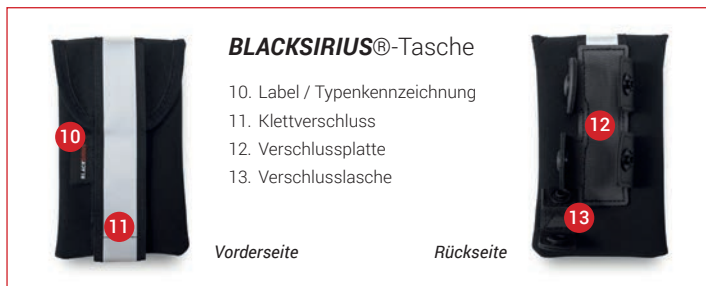 BLACKSIRIUS®-Tasche
10. Label / Typenkennzeichnung
11. Klettverschluss
12. Verschlussplatte
13. Verschlusslasche
10
11
12
13
Vorderseite
Rückseite